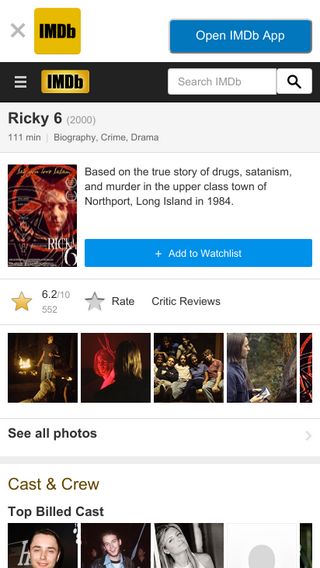 IMDb
Open IMDb App
IMDb
Search IMDb
Ricky 6 (2000)
111 min | Biography, Crime, Drama
Based on the true story of drugs, satanism,
and murder in the upper class town of
Northport, Long Island in 1984.
RICKY
6
+ Add to Watchlist
6.2/10
552
Rate
Critic Reviews
See all photos
Cast & Crew
Top Billed Cast